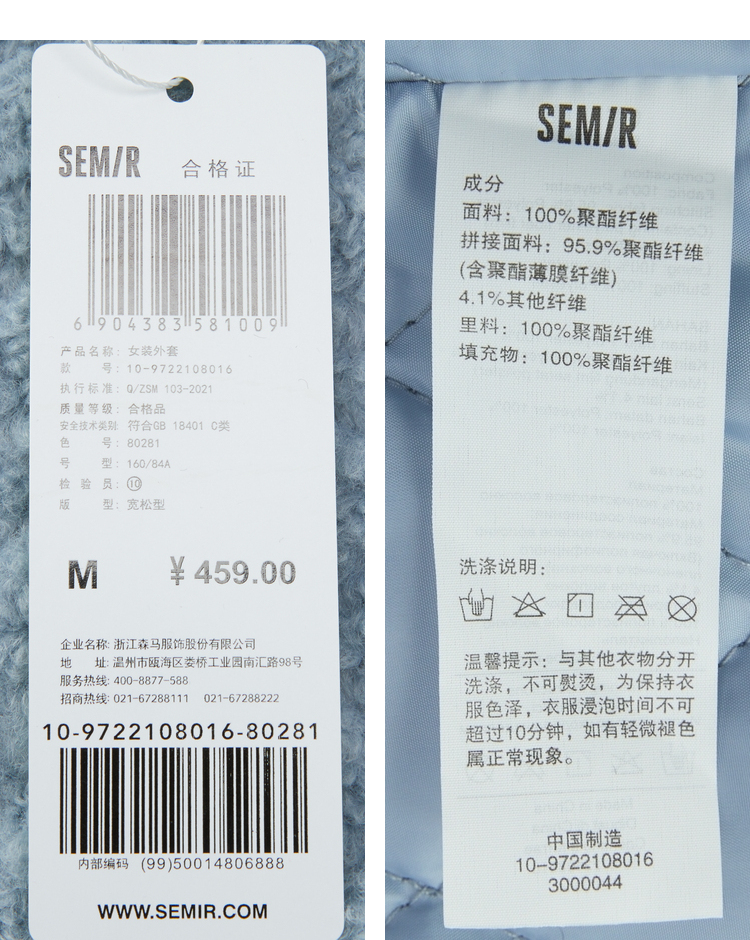 SEMIR 合格证
6 904383 581009
产品名称: 女装外套
款 号: 10-9722108016
执行标准: Q/ZSM 103-2021
质量等级: 合格品
安全技术类别: 符合GB 18401 C类
色 号: 80281
号 型: 160/84A
检 验 员: ⑩
版 型: 宽松型
M ¥ 459.00
企业名称: 浙江森马服饰股份有限公司
地 址: 温州市瓯海区娄桥工业园南汇路98号
服务热线: 400-8877-588
招商热线: 021-67288111 021-67288222
10-9722108016-80281
内部编码 (99)50014806888
WWW.SEMIR.COM
SEMIR
成分
面料: 100%聚酯纤维
拼接面料: 95.9%聚酯纤维
(含聚酯薄膜纤维)
4.1%其他纤维
里料: 100%聚酯纤维
填充物: 100%聚酯纤维
洗涤说明:
温馨提示: 与其他衣物分开
洗涤，不可熨烫，为保持衣
服色泽，衣服浸泡时间不可
超过10分钟，如有轻微褪色
属正常现象。
中国制造
10-9722108016
3000044